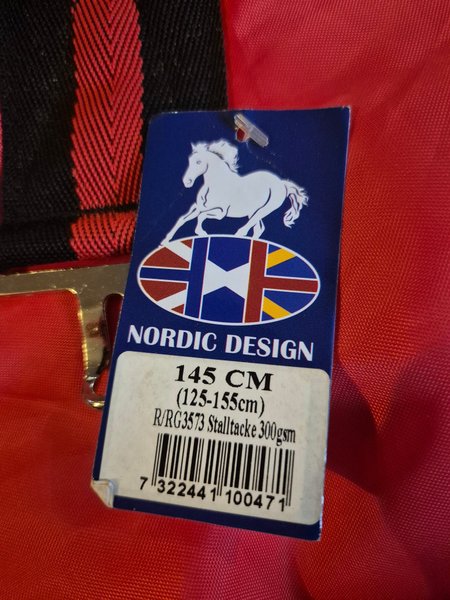 NORDIC DESIGN
145 CM
(125-155cm)
R/RG3573 Stalltacke 300gsm
7 322441 100471